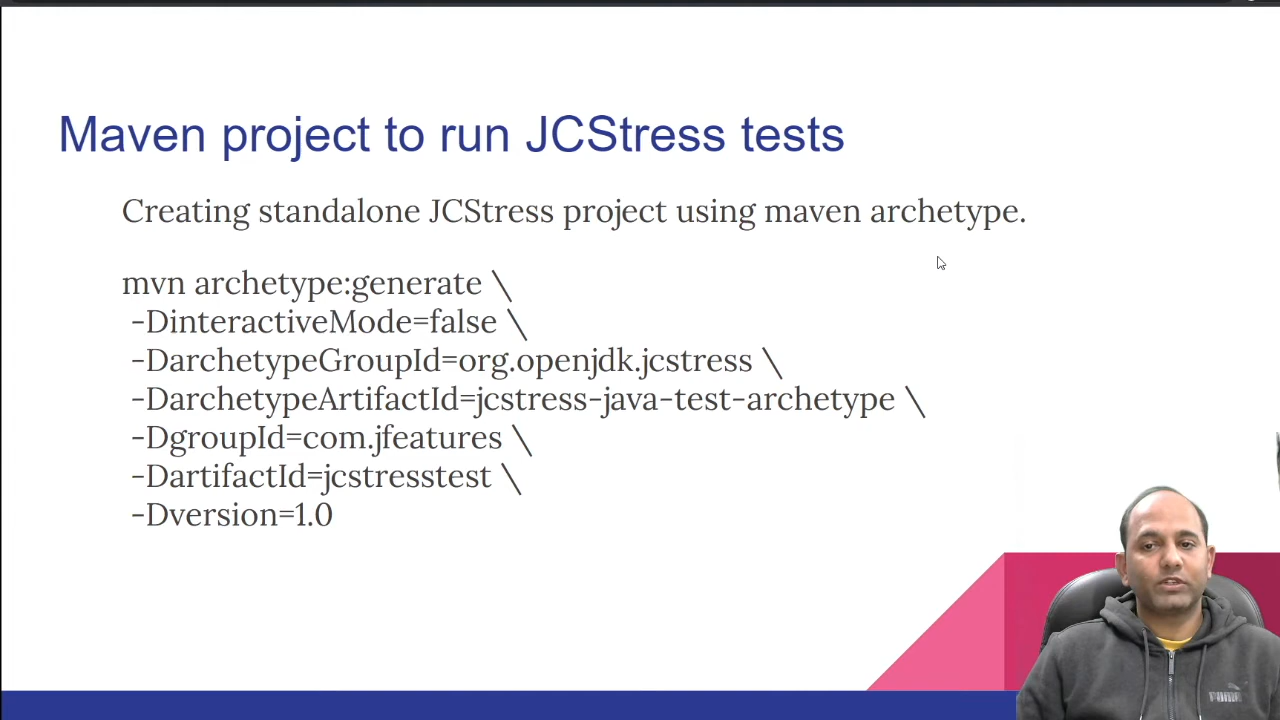 Maven project to run JCStress tests
Creating standalone JCStress project using maven archetype.
mvn archetype:generate \
-DinteractiveMode=false \
-DarchetypeGroupId=org.openjdk.jcstress \
-DarchetypeArtifactId=jcstress-java-test-archetype \
-DgroupId=com.jfeatures \
-DartifactId=jcstresstest \
-Dversion=1.0
PUMA